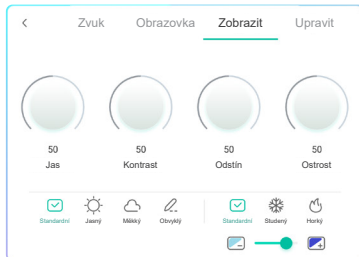 Zvuk Obrazovka Zobrazit Upravit
50 50 50 50
Jas Kontrast Odstín Ostrost
Standardní Jasný Měkký Obvyklý Standardní Studený Horký